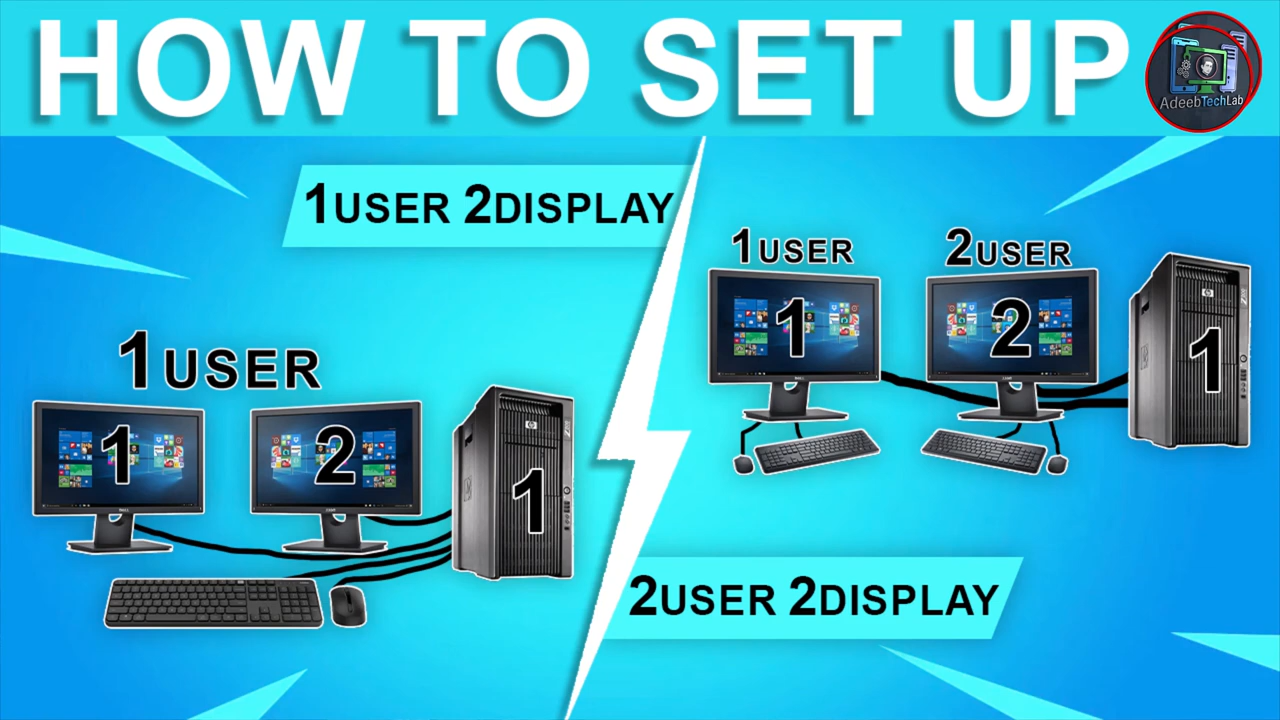 HOW TO SET UP
AdeebTechLab
1USER 2DISPLAY
1USER
1
2
1
1USER
2USER
1
2
1
2USER 2DISPLAY